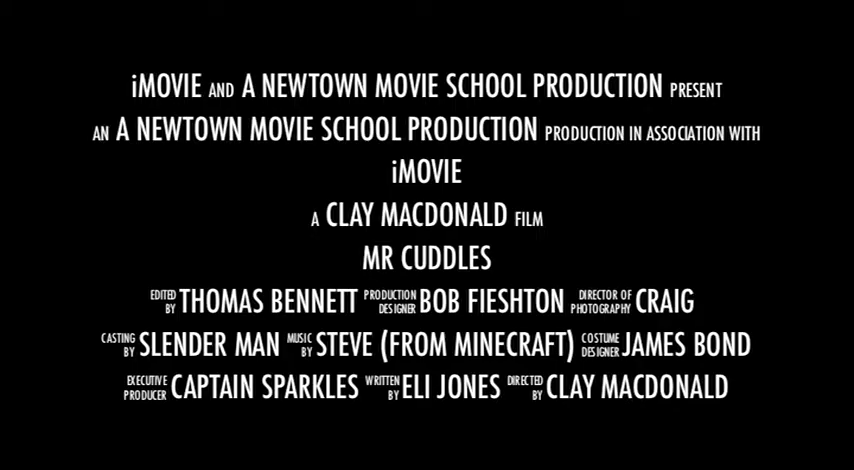 iMOVIE AND A NEWTOWN MOVIE SCHOOL PRODUCTION PRESENT
AN A NEWTOWN MOVIE SCHOOL PRODUCTION PRODUCTION IN ASSOCIATION WITH
iMOVIE
A CLAY MACDONALD FILM
MR CUDDLES
EDITED BY THOMAS BENNETT PRODUCTION DESIGNER BOB FIESHTON DIRECTOR OF PHOTOGRAPHY CRAIG
CASTING BY SLENDER MAN MUSIC BY STEVE (FROM MINECRAFT) COSTUME DESIGNER JAMES BOND
EXECUTIVE PRODUCER CAPTAIN SPARKLES WRITTEN BY ELI JONES DIRECTED BY CLAY MACDONALD